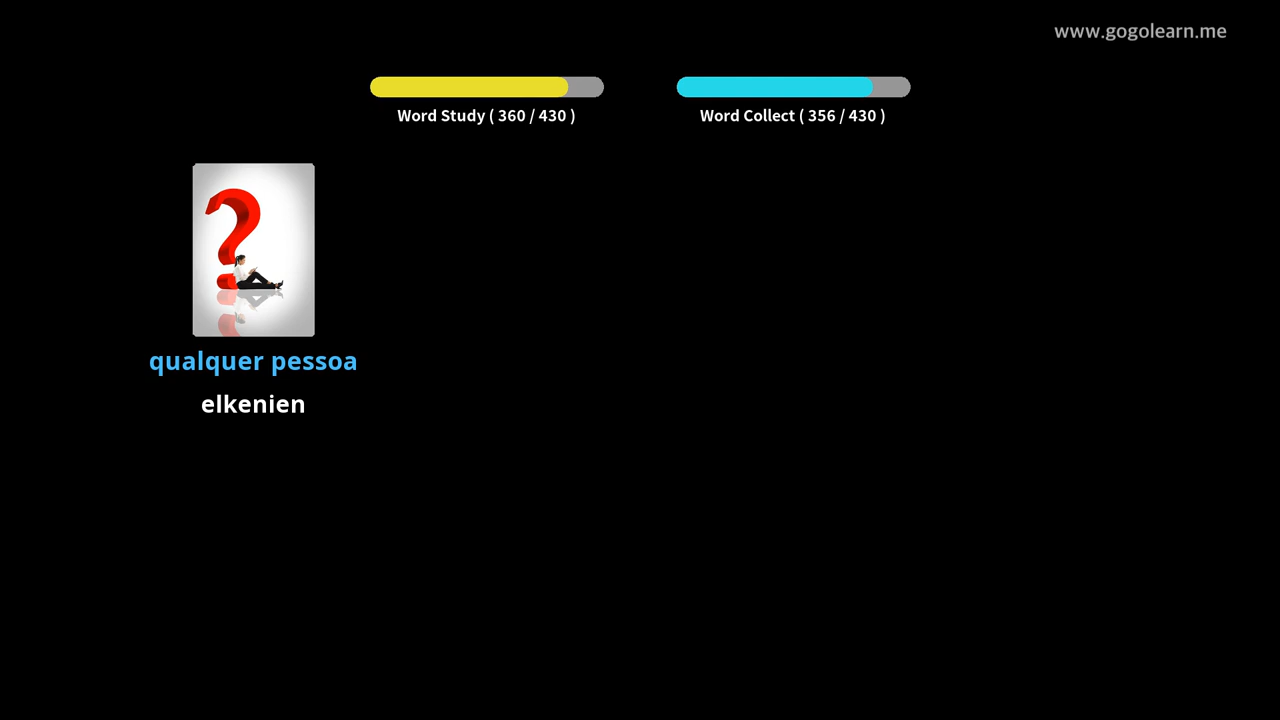 www.gogolearn.me
Word Study ( 360 / 430 )
Word Collect ( 356 / 430 )
qualquer pessoa
elkenien